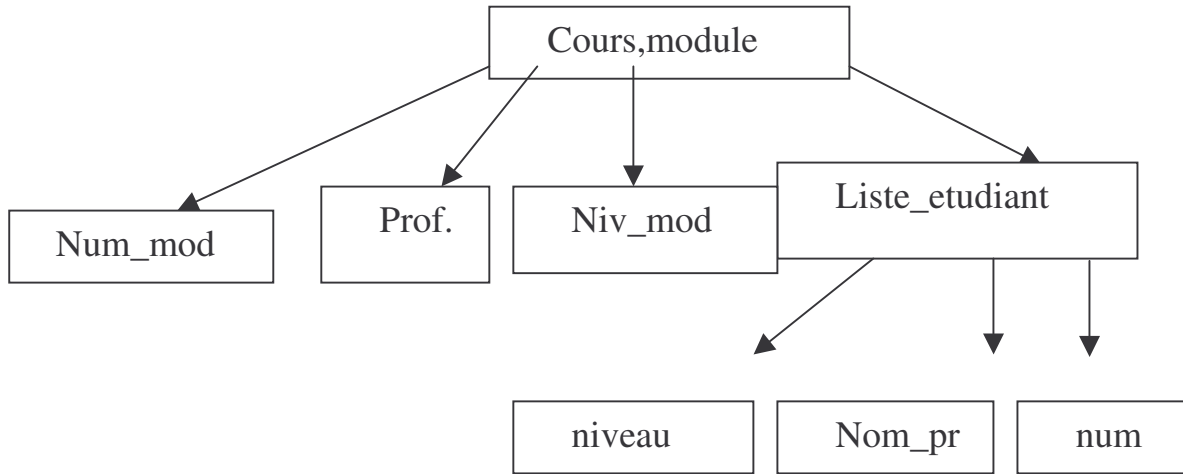 Cours,module
Num_mod
Prof.
Niv_mod
Liste_etudiant
niveau
Nom_pr
num